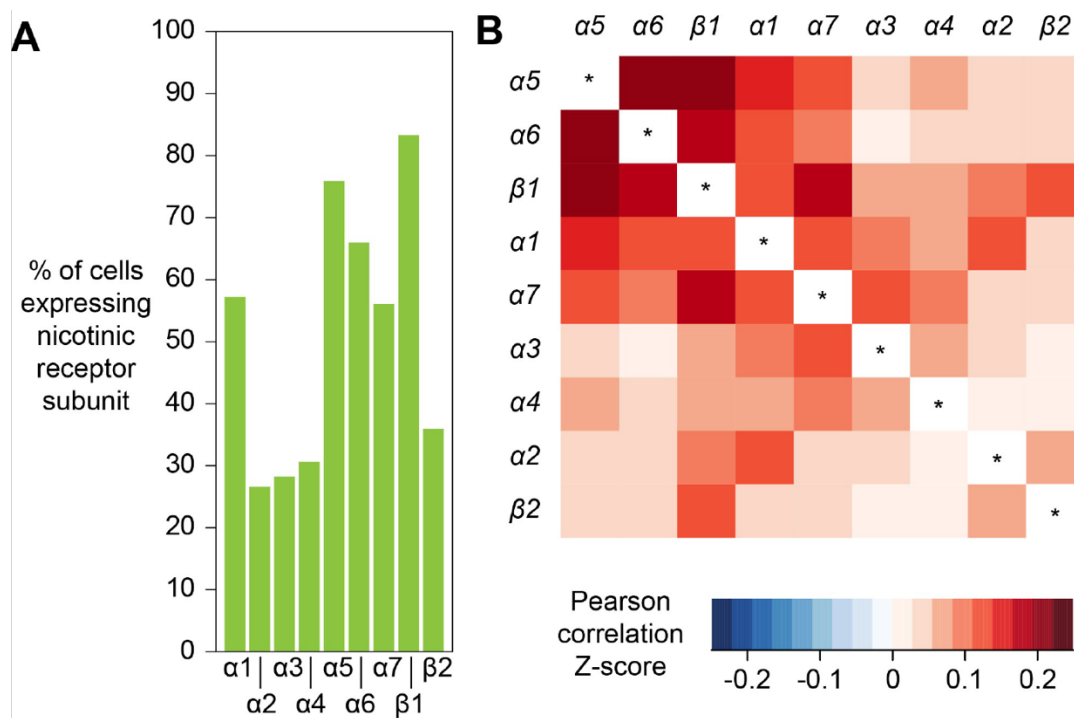 A
% of cells
expressing
nicotinic
receptor
subunit
100
90
80
70
60
50
40
30
20
10
0
α1 α3 α5 α7 β2
α2 α4 α6 β1
B
α5 α6 β1 α1 α7 α3 α4 α2 β2
α5 *
α6 *
β1 *
α1 *
α7 *
α3 *
α4 *
α2 *
β2 *
Pearson
correlation
Z-score
-0.2 -0.1 0 0.1 0.2